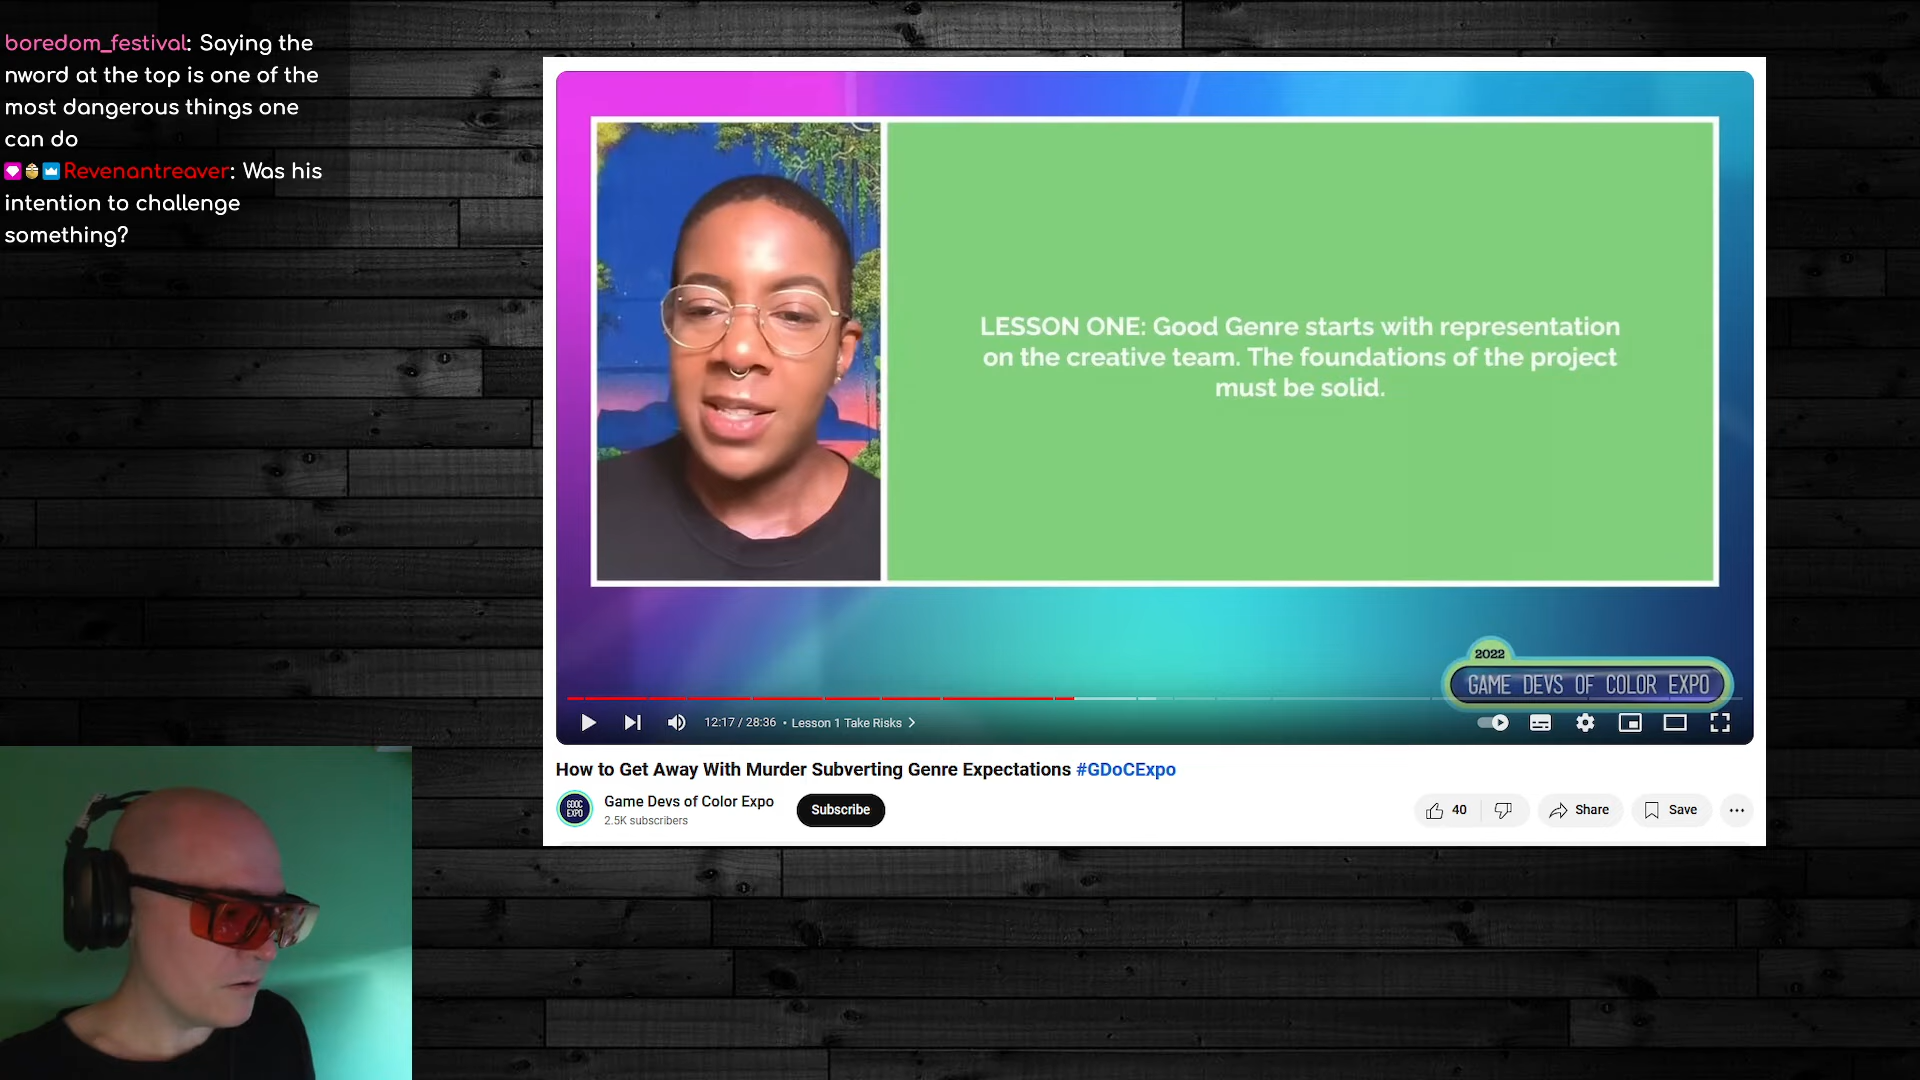 boredom_festival: Saying the
nword at the top is one of the
most dangerous things one
can do
Revenantreaver: Was his
intention to challenge
something?
LESSON ONE: Good Genre starts with representation
on the creative team. The foundations of the project
must be solid.
2022
GAME DEVS OF COLOR EXPO
12:17 / 28:36 • Lesson 1 Take Risks
How to Get Away With Murder Subverting Genre Expectations #GDoCExpo
GDOC
EXPO
Game Devs of Color Expo
2.5K subscribers
Subscribe
40
Share
Save